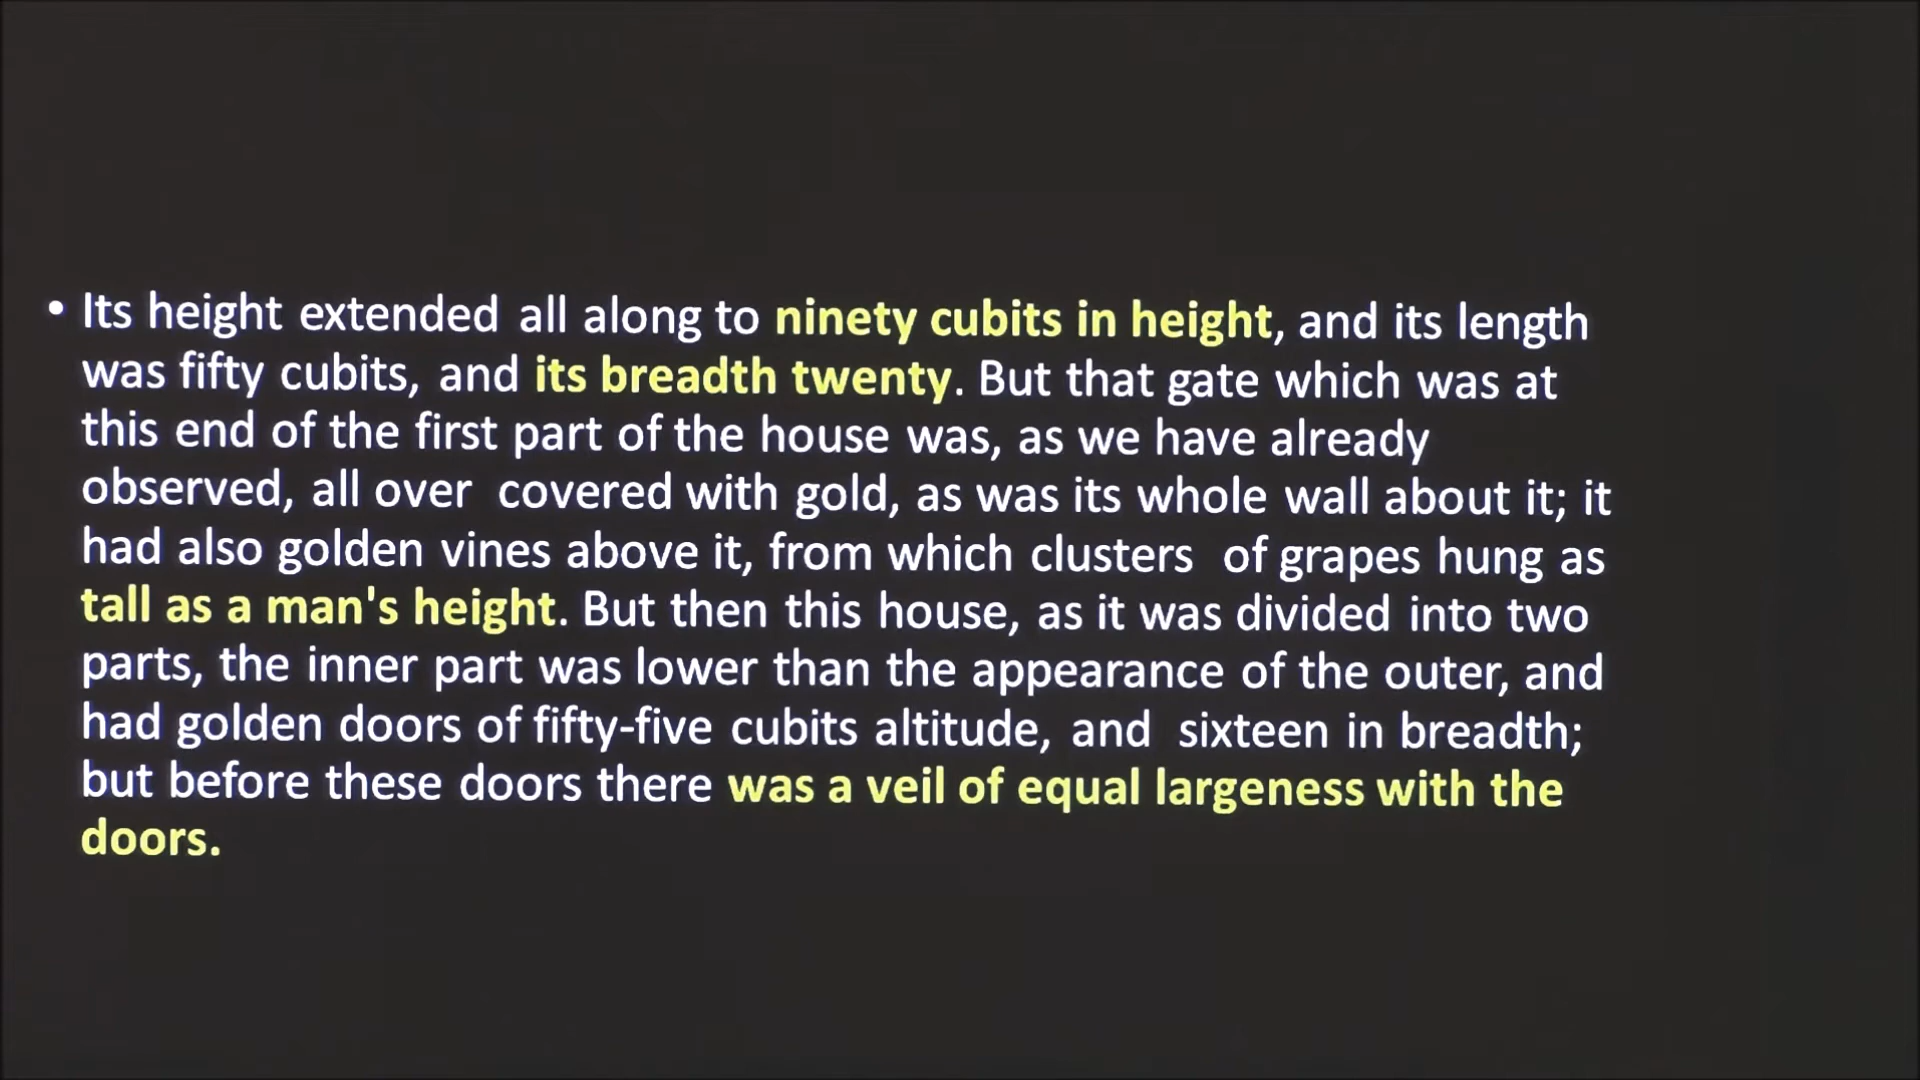 • Its height extended all along to ninety cubits in height, and its length
was fifty cubits, and its breadth twenty. But that gate which was at
this end of the first part of the house was, as we have already
observed, all over covered with gold, as was its whole wall about it; it
had also golden vines above it, from which clusters of grapes hung as
tall as a man's height. But then this house, as it was divided into two
parts, the inner part was lower than the appearance of the outer, and
had golden doors of fifty-five cubits altitude, and sixteen in breadth;
but before these doors there was a veil of equal largeness with the
doors.